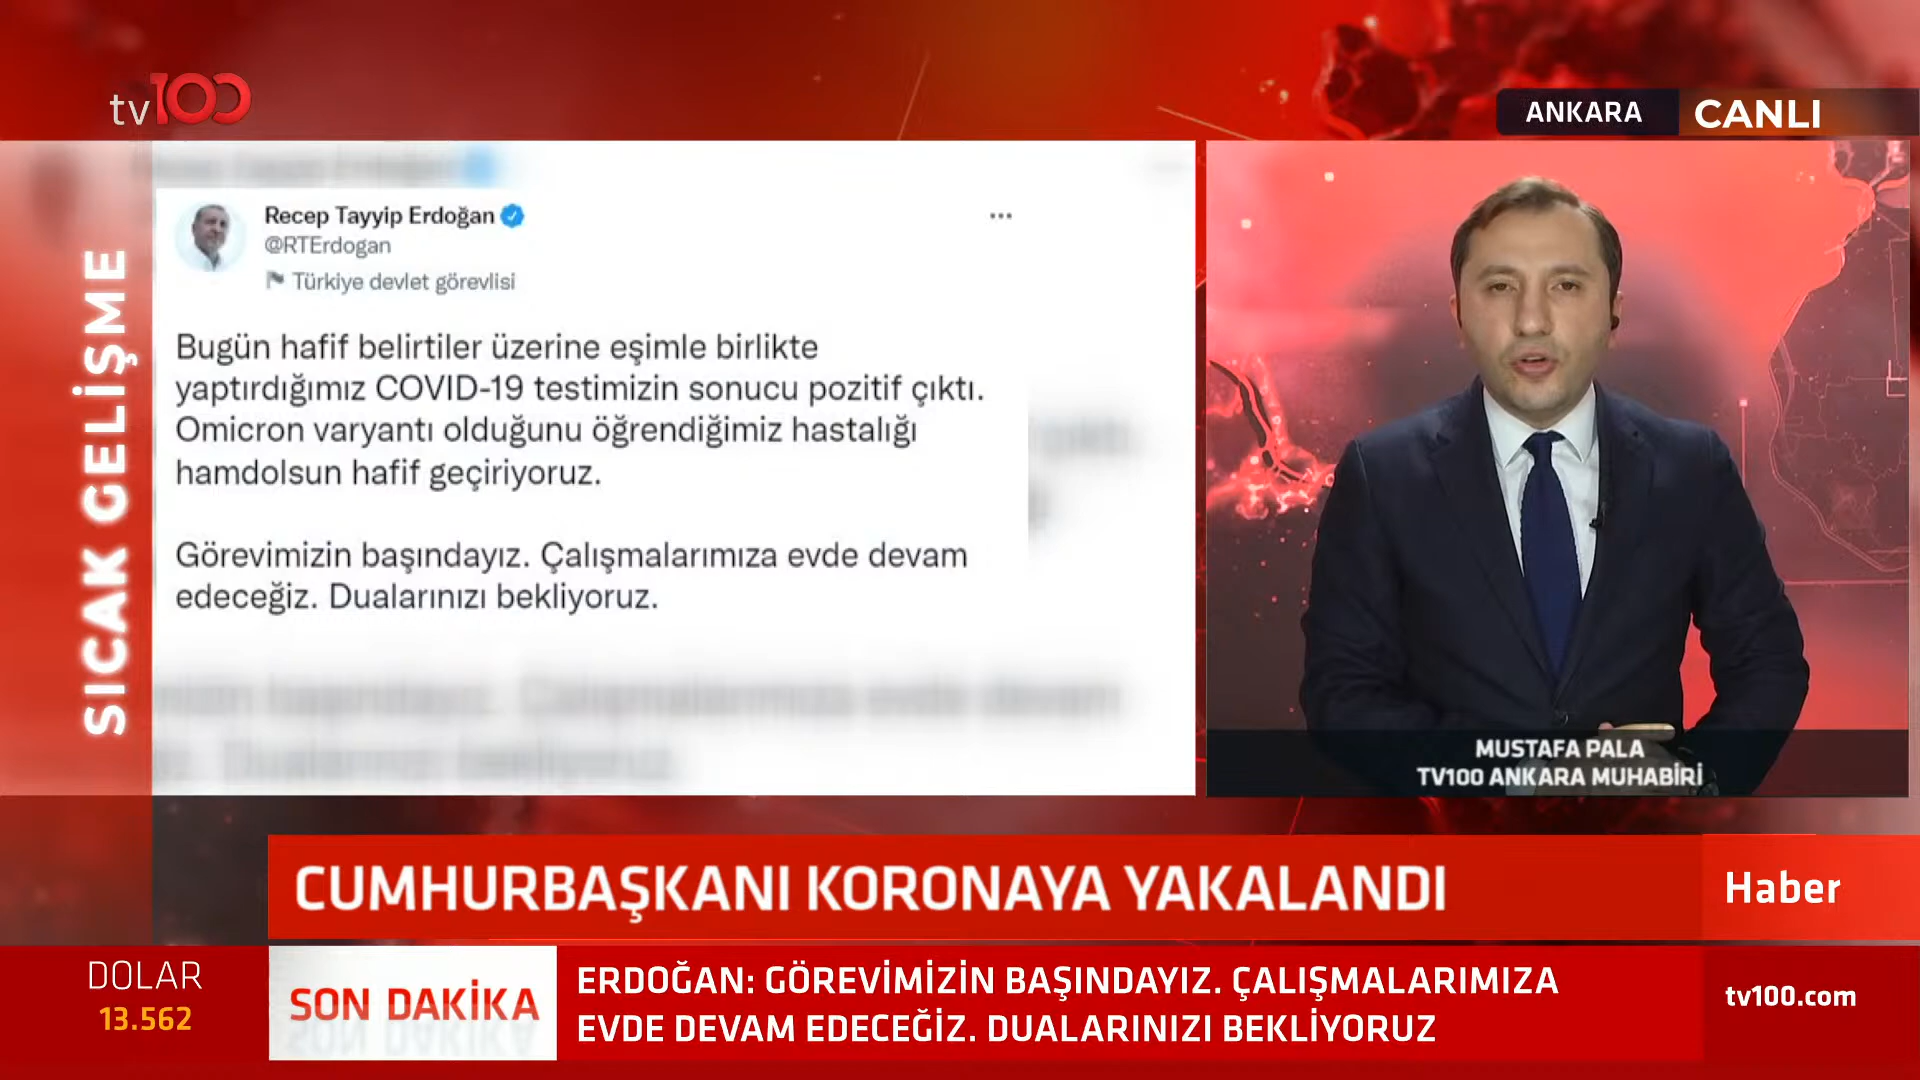 tv100
ANKARA CANLI
SICAK GELİŞME
Recep Tayyip Erdoğan
@RTErdogan
Türkiye devlet görevlisi
Bugün hafif belirtiler üzerine eşimle birlikte
yaptırdığımız COVID-19 testimizin sonucu pozitif çıktı.
Omicron varyantı olduğunu öğrendiğimiz hastalığı
hamdolsun hafif geçiriyoruz.
Görevimizin başındayız. Çalışmalarımıza evde devam
edeceğiz. Dualarınızı bekliyoruz.
MUSTAFA PALA
TV100 ANKARA MUHABİRİ
CUMHURBAŞKANI KORONAYA YAKALANDI
Haber
DOLAR
13.562
SON DAKİKA
ERDOĞAN: GÖREVİMİZİN BAŞINDAYIZ. ÇALIŞMALARIMIZA
EVDE DEVAM EDECEĞİZ. DUALARINIZI BEKLİYORUZ
tv100.com